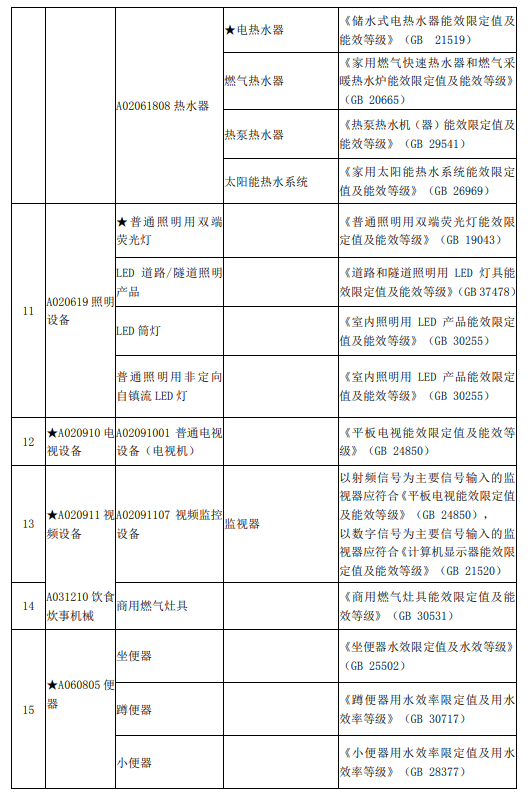 A02061808 热水器
★电热水器
《储水式电热水器能效限定值及
能效等级》（GB 21519）
燃气热水器
《家用燃气快速热水器和燃气采
暖热水炉能效限定值及能效等级》
（GB 20665）
热泵热水器
《热泵热水机（器）能效限定值及
能效等级》（GB 29541）
太阳能热水系统
《家用太阳能热水系统能效限定
值及能效等级》（GB 26969）
11
A020619 照明
设备
★普通照明用双端
荧光灯
《普通照明用双端荧光灯能效限
定值及能效等级》（GB 19043）
LED 道路/隧道照明
产品
《道路和隧道照明用 LED 灯具能
效限定值及能效等级》（GB 37478）
LED 筒灯
《室内照明用 LED 产品能效限定
值及能效等级》（GB 30255）
普通照明用非定向
自镇流 LED 灯
《室内照明用 LED 产品能效限定
值及能效等级》（GB 30255）
12
★A020910 电
视设备
A02091001 普通电视
设备（电视机）
《平板电视能效限定值及能效等
级》（GB 24850）
13
★A020911 视
频设备
A02091107 视频监控
设备
监视器
以射频信号为主要信号输入的监
视器应符合《平板电视能效限定值
及能效等级》（GB 24850），
以数字信号为主要信号输入的监
视器应符合《计算机显示器能效限
定值及能效等级》（GB 21520）
14
A031210 饮食
炊事机械
商用燃气灶具
《商用燃气灶具能效限定值及能
效等级》（GB 30531）
15
★A060805 便
器
坐便器
《坐便器水效限定值及水效等级》
（GB 25502）
蹲便器
《蹲便器用水效率限定值及用水
效率等级》（GB 30717）
小便器
《小便器用水效率限定值及用水
效率等级》（GB 28377）